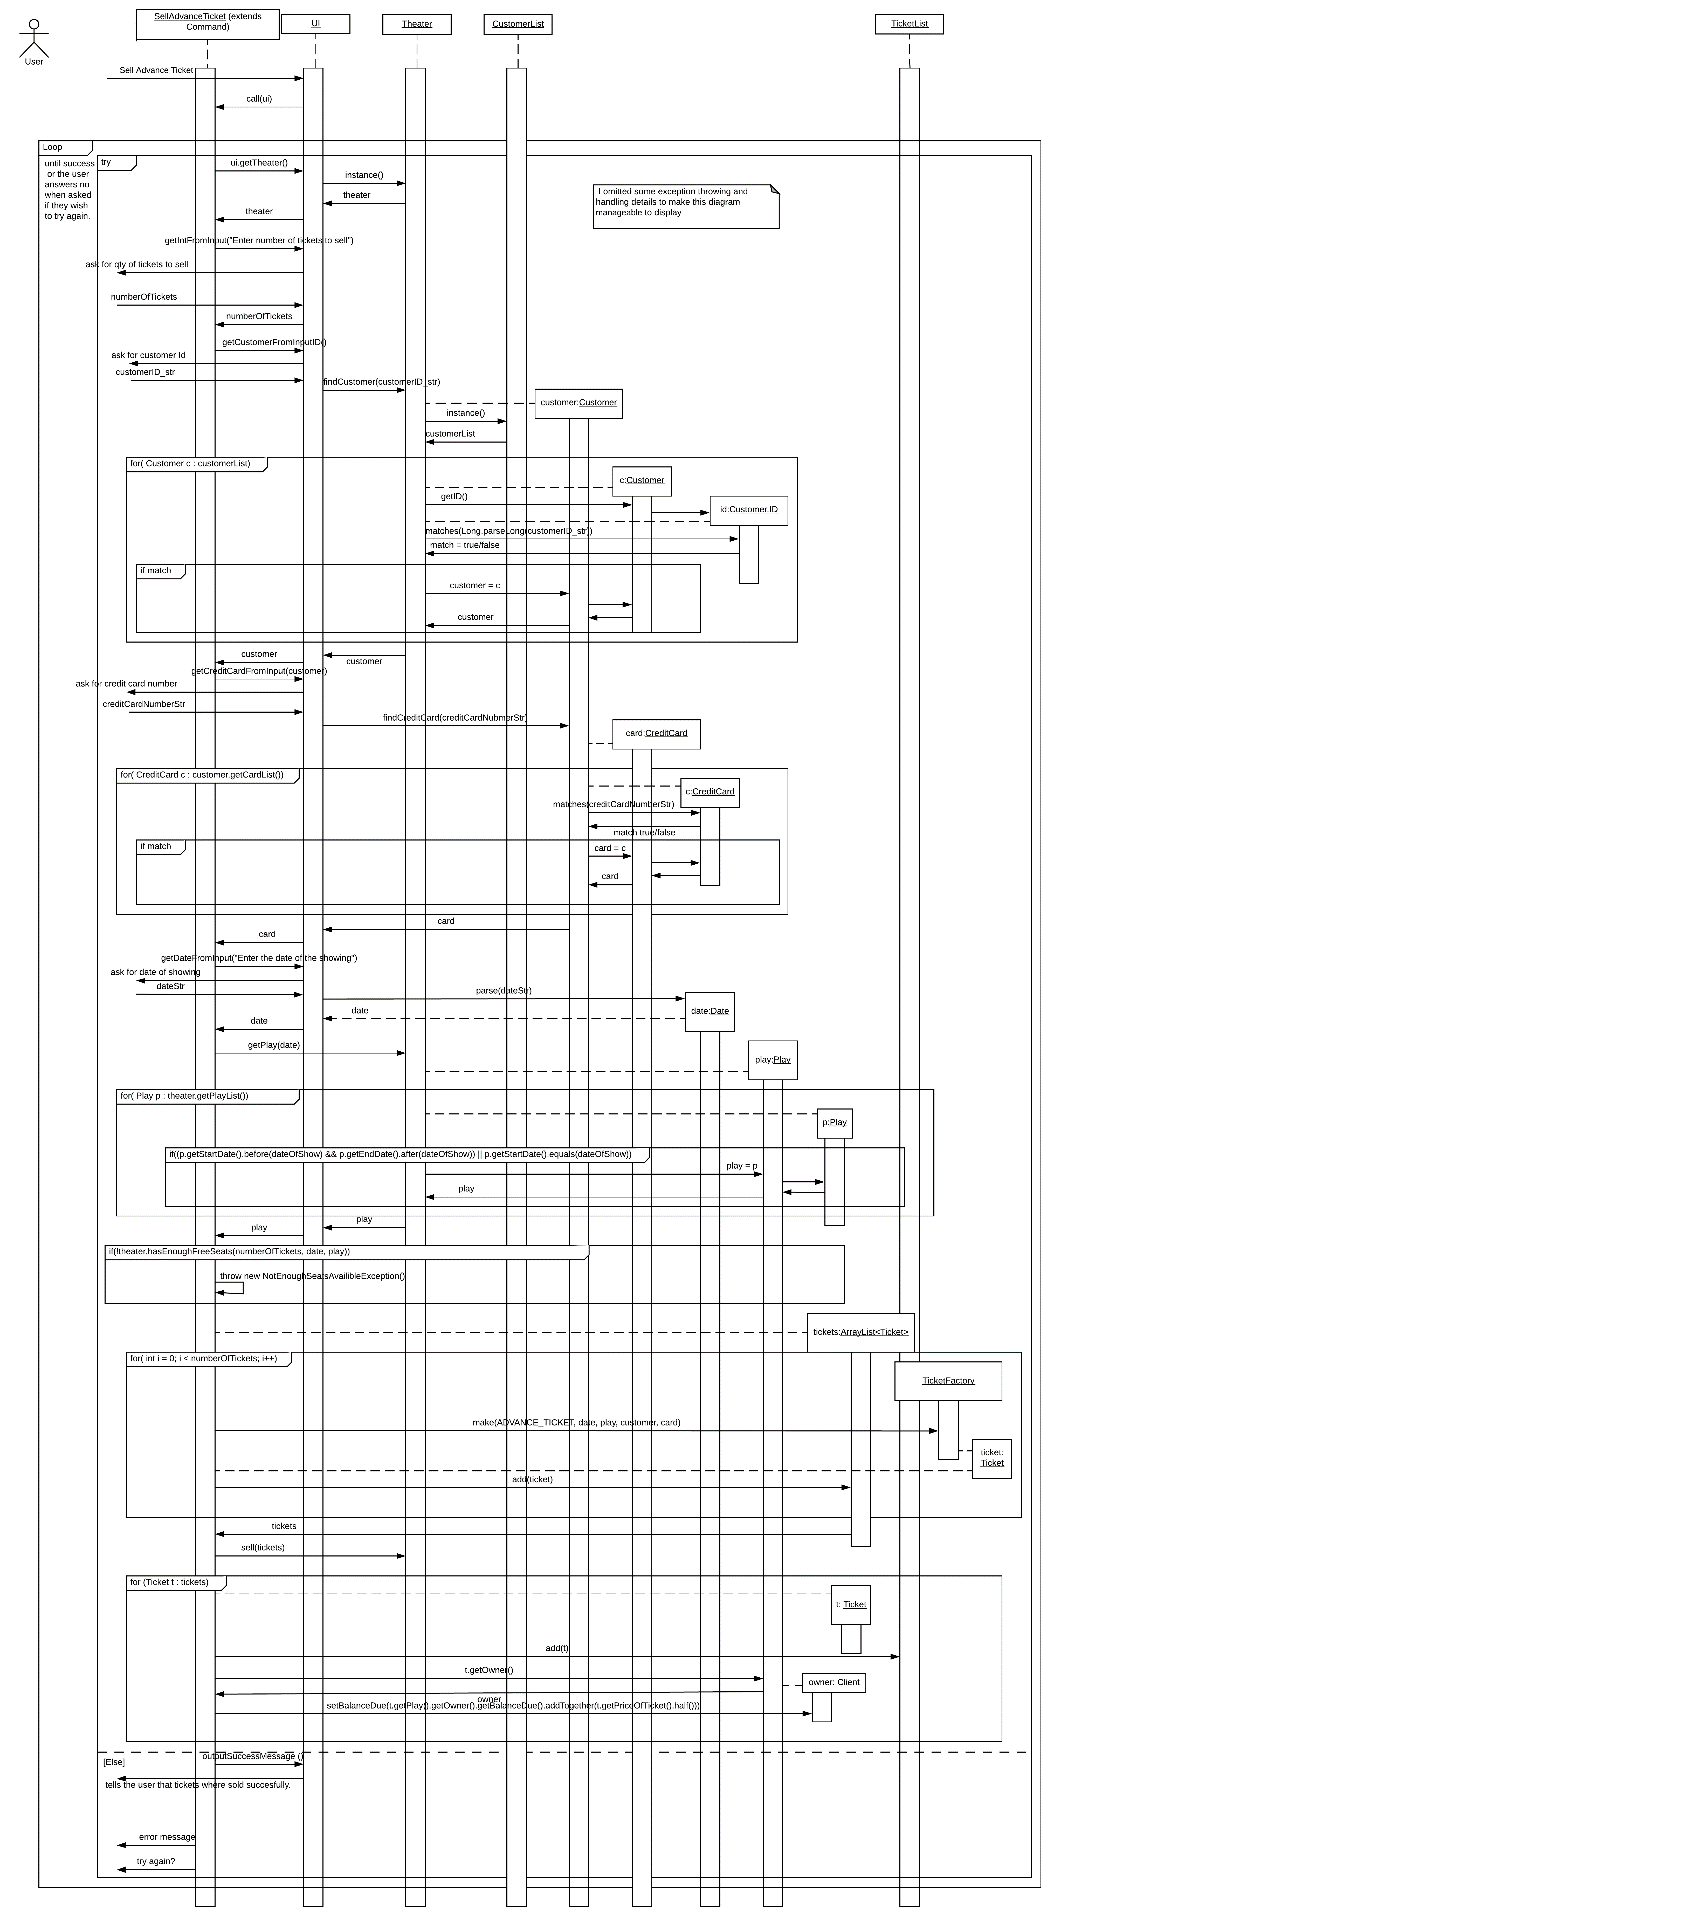 SellAdvanceTicket (extends
Command)
UI
Theater
CustomerList
TicketList
User
Sell Advance Ticket
call(ui)
Loop
until success
or the user
answers no
when asked
if they wish
to try again.
try
ui.getTheater()
instance()
theater
theater
I omitted some exception throwing and
handling details to make this diagram
manageable to display
getIntFromInput("Enter number of tickets to sell")
ask for qty of tickets to sell
numberOfTickets
numberOfTickets
getCustomerFromInputID()
ask for customer id
customerID_str
findCustomer(customerID_str)
customer:Customer
instance()
customerList
for( Customer c : customerList)
c:Customer
getID()
id:Customer.ID
matches(Long.parseLong(customerID_str))
match = true/false
if match
customer = c
customer
customer
customer
getCreditCardFromInput(customer)
ask for credit card number
creditCardNumberStr
findCreditCard(creditCardNubmerStr)
card:CreditCard
for( CreditCard c : customer.getCardList())
c:CreditCard
matches(creditCardNumberStr)
match true/false
if match
card = c
card
card
card
getDateFromInput("Enter the date of the showing")
ask for date of showing
dateStr
parse(dateStr)
date:Date
date
date
getPlay(date)
play:Play
for( Play p : theater.getPlayList())
p:Play
if((p.getStartDate().before(dateOfShow) && p.getEndDate().after(dateOfShow)) || p.getStartDate().equals(dateOfShow))
play = p
play
play
play
if(!theater.hasEnoughFreeSeats(numberOfTickets, date, play))
throw new NotEnoughSeatsAvailibleException()
tickets:ArrayList<Ticket>
for( int i = 0; i < numberOfTickets; i++)
TicketFactory
make(ADVANCE_TICKET, date, play, customer, card)
ticket:
Ticket
add(ticket)
tickets
sell(tickets)
for (Ticket t : tickets)
t: Ticket
add(t)
t.getOwner()
owner: Client
owner
setBalanceDue(t.getPlay().getOwner().getBalanceDue().addTogether(t.getPriceOfTicket().half()))
outputSuccessMessage ()
[Else]
tells the user that tickets where sold succesfully.
error message
try again?